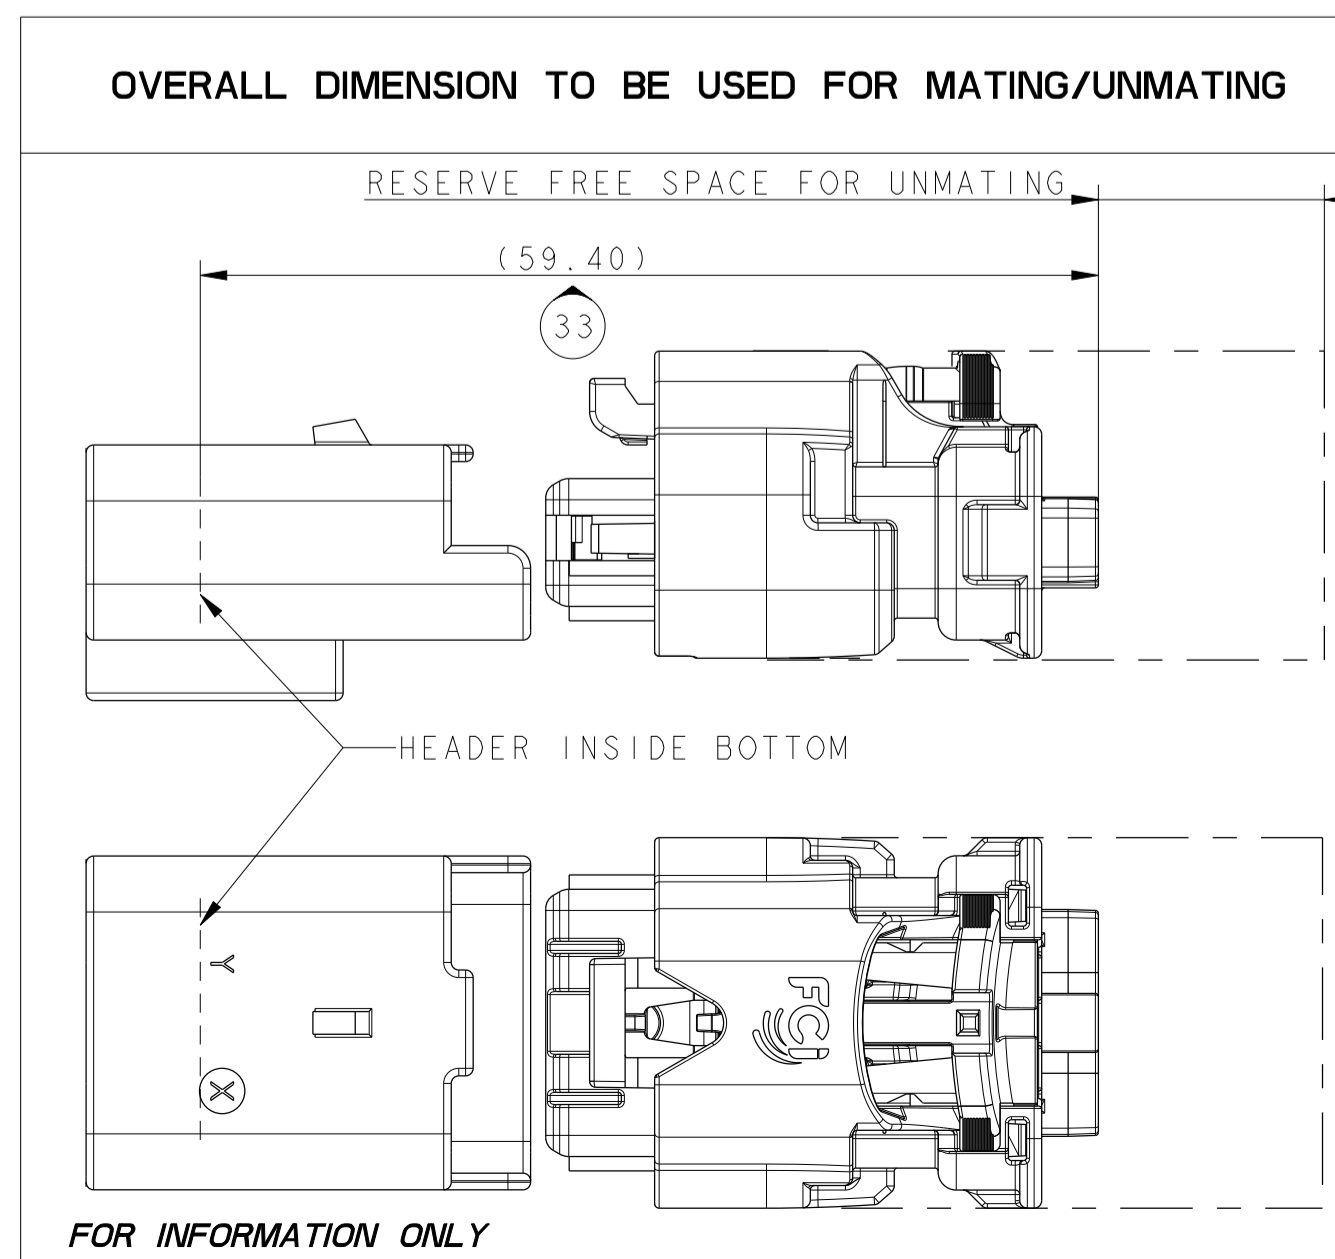 OVERALL DIMENSION TO BE USED FOR MATING/UNMATING
RESERVE FREE SPACE FOR UNMATING
(59.40)
33
HEADER INSIDE BOTTOM
Y
X
FCI
FOR INFORMATION ONLY